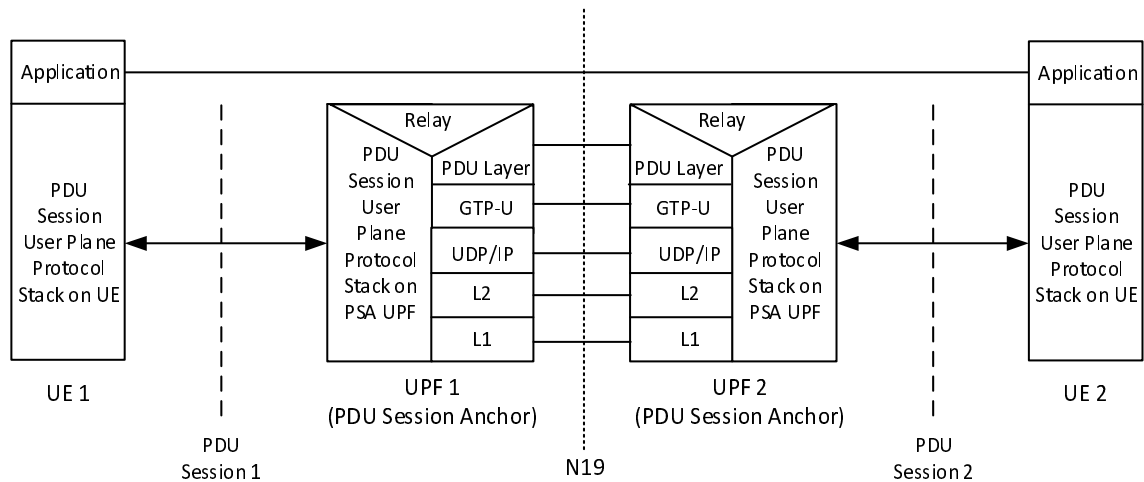 Application
PDU
Session
User Plane
Protocol
Stack on UE
UE 1
PDU
Session 1
Relay
PDU
Session
User
Plane
Protocol
Stack on
PSA UPF
PDU Layer
GTP-U
UDP/IP
L2
L1
UPF 1
(PDU Session Anchor)
N19
Relay
PDU Layer
GTP-U
UDP/IP
L2
L1
PDU
Session
User
Plane
Protocol
Stack on
PSA UPF
UPF 2
(PDU Session Anchor)
PDU
Session 2
Application
PDU
Session
User Plane
Protocol
Stack on UE
UE 2